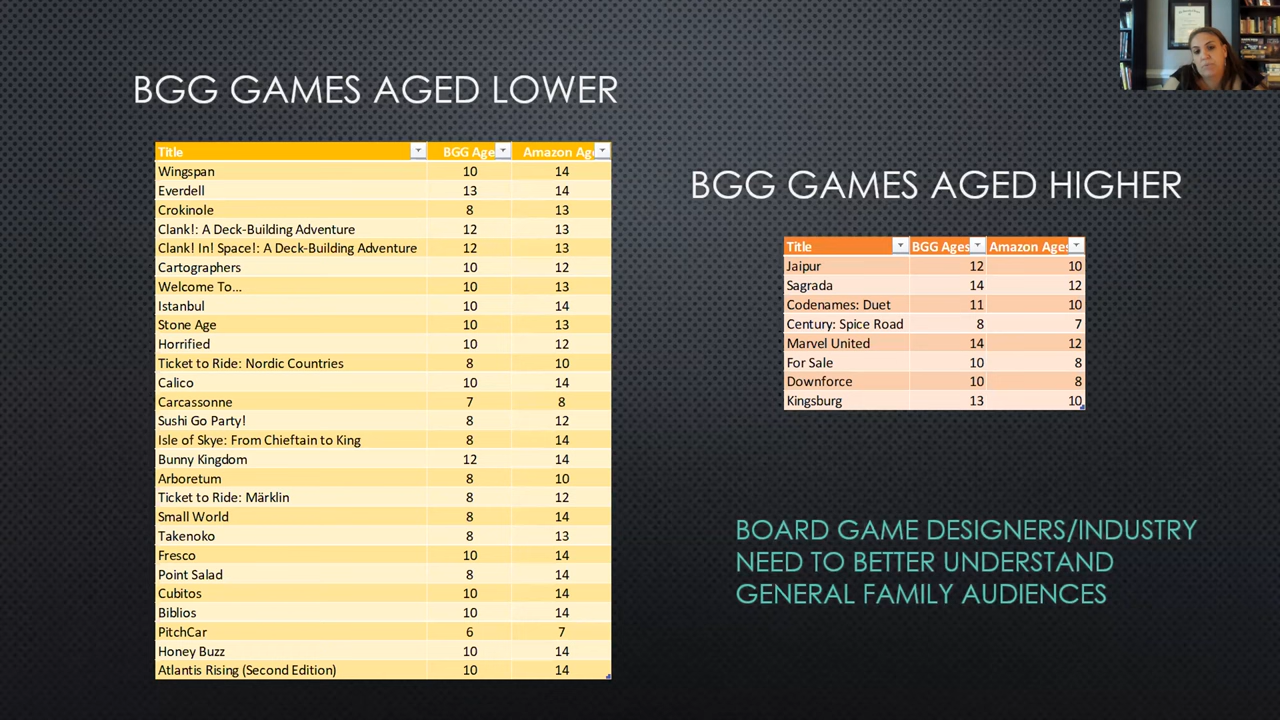 BGG GAMES AGED LOWER
Title BGG Age Amazon Ag
Wingspan 10 14
Everdell 13 14
Crokinole 8 13
Clank!: A Deck-Building Adventure 12 13
Clank! In! Space!: A Deck-Building Adventure 12 13
Cartographers 10 12
Welcome To... 10 13
Istanbul 10 14
Stone Age 10 13
Horrified 10 12
Ticket to Ride: Nordic Countries 8 10
Calico 10 14
Carcassonne 7 8
Sushi Go Party! 8 12
Isle of Skye: From Chieftain to King 8 14
Bunny Kingdom 12 14
Arboretum 8 10
Ticket to Ride: Märklin 8 12
Small World 8 14
Takenoko 8 13
Fresco 10 14
Point Salad 8 14
Cubitos 10 14
Biblios 10 14
PitchCar 6 7
Honey Buzz 10 14
Atlantis Rising (Second Edition) 10 14
BGG GAMES AGED HIGHER
Title BGG Ages Amazon Ages
Jaipur 12 10
Sagrada 14 12
Codenames: Duet 11 10
Century: Spice Road 8 7
Marvel United 14 12
For Sale 10 8
Downforce 10 8
Kingsburg 13 10
BOARD GAME DESIGNERS/INDUSTRY
NEED TO BETTER UNDERSTAND
GENERAL FAMILY AUDIENCES